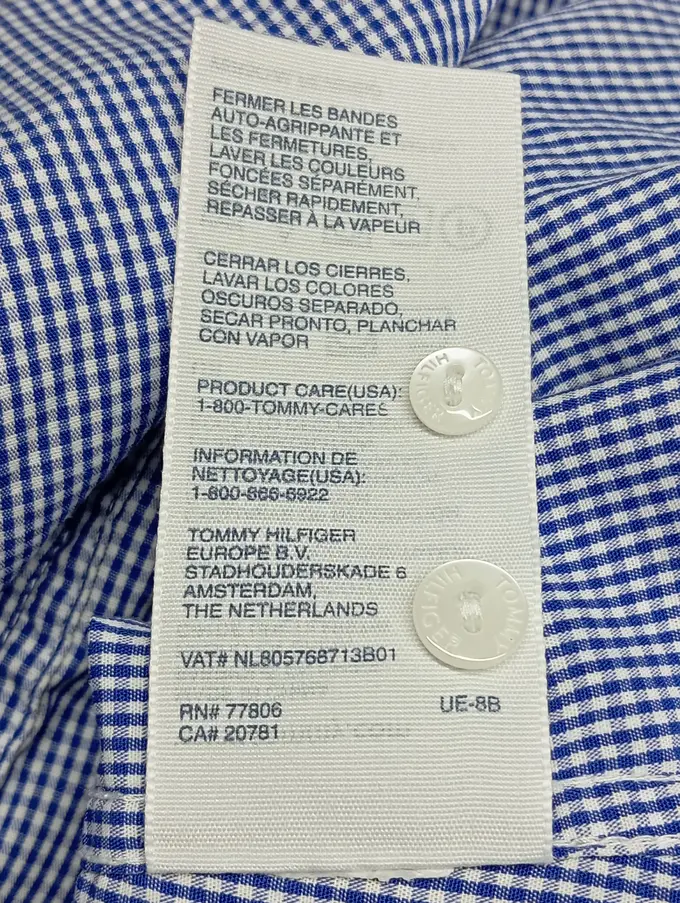 FERMER LES BANDES
AUTO-AGRIPPANTE ET
LES FERMETURES,
LAVER LES COULEURS
FONCÉES SÉPARÉMENT,
SÉCHER RAPIDEMENT,
REPASSER À LA VAPEUR
CERRAR LOS CIERRES,
LAVAR LOS COLORES
OSCUROS SEPARADO,
SECAR PRONTO, PLANCHAR
CON VAPOR
PRODUCT CARE(USA):
1-800-TOMMY-CARES
INFORMATION DE
NETTOYAGE(USA):
1-800-866-6922
TOMMY HILFIGER
EUROPE B.V.
STADHOUDERSKADE 6
AMSTERDAM,
THE NETHERLANDS
VAT# NL805768713B01
RN# 77806 UE-8B
CA# 20781